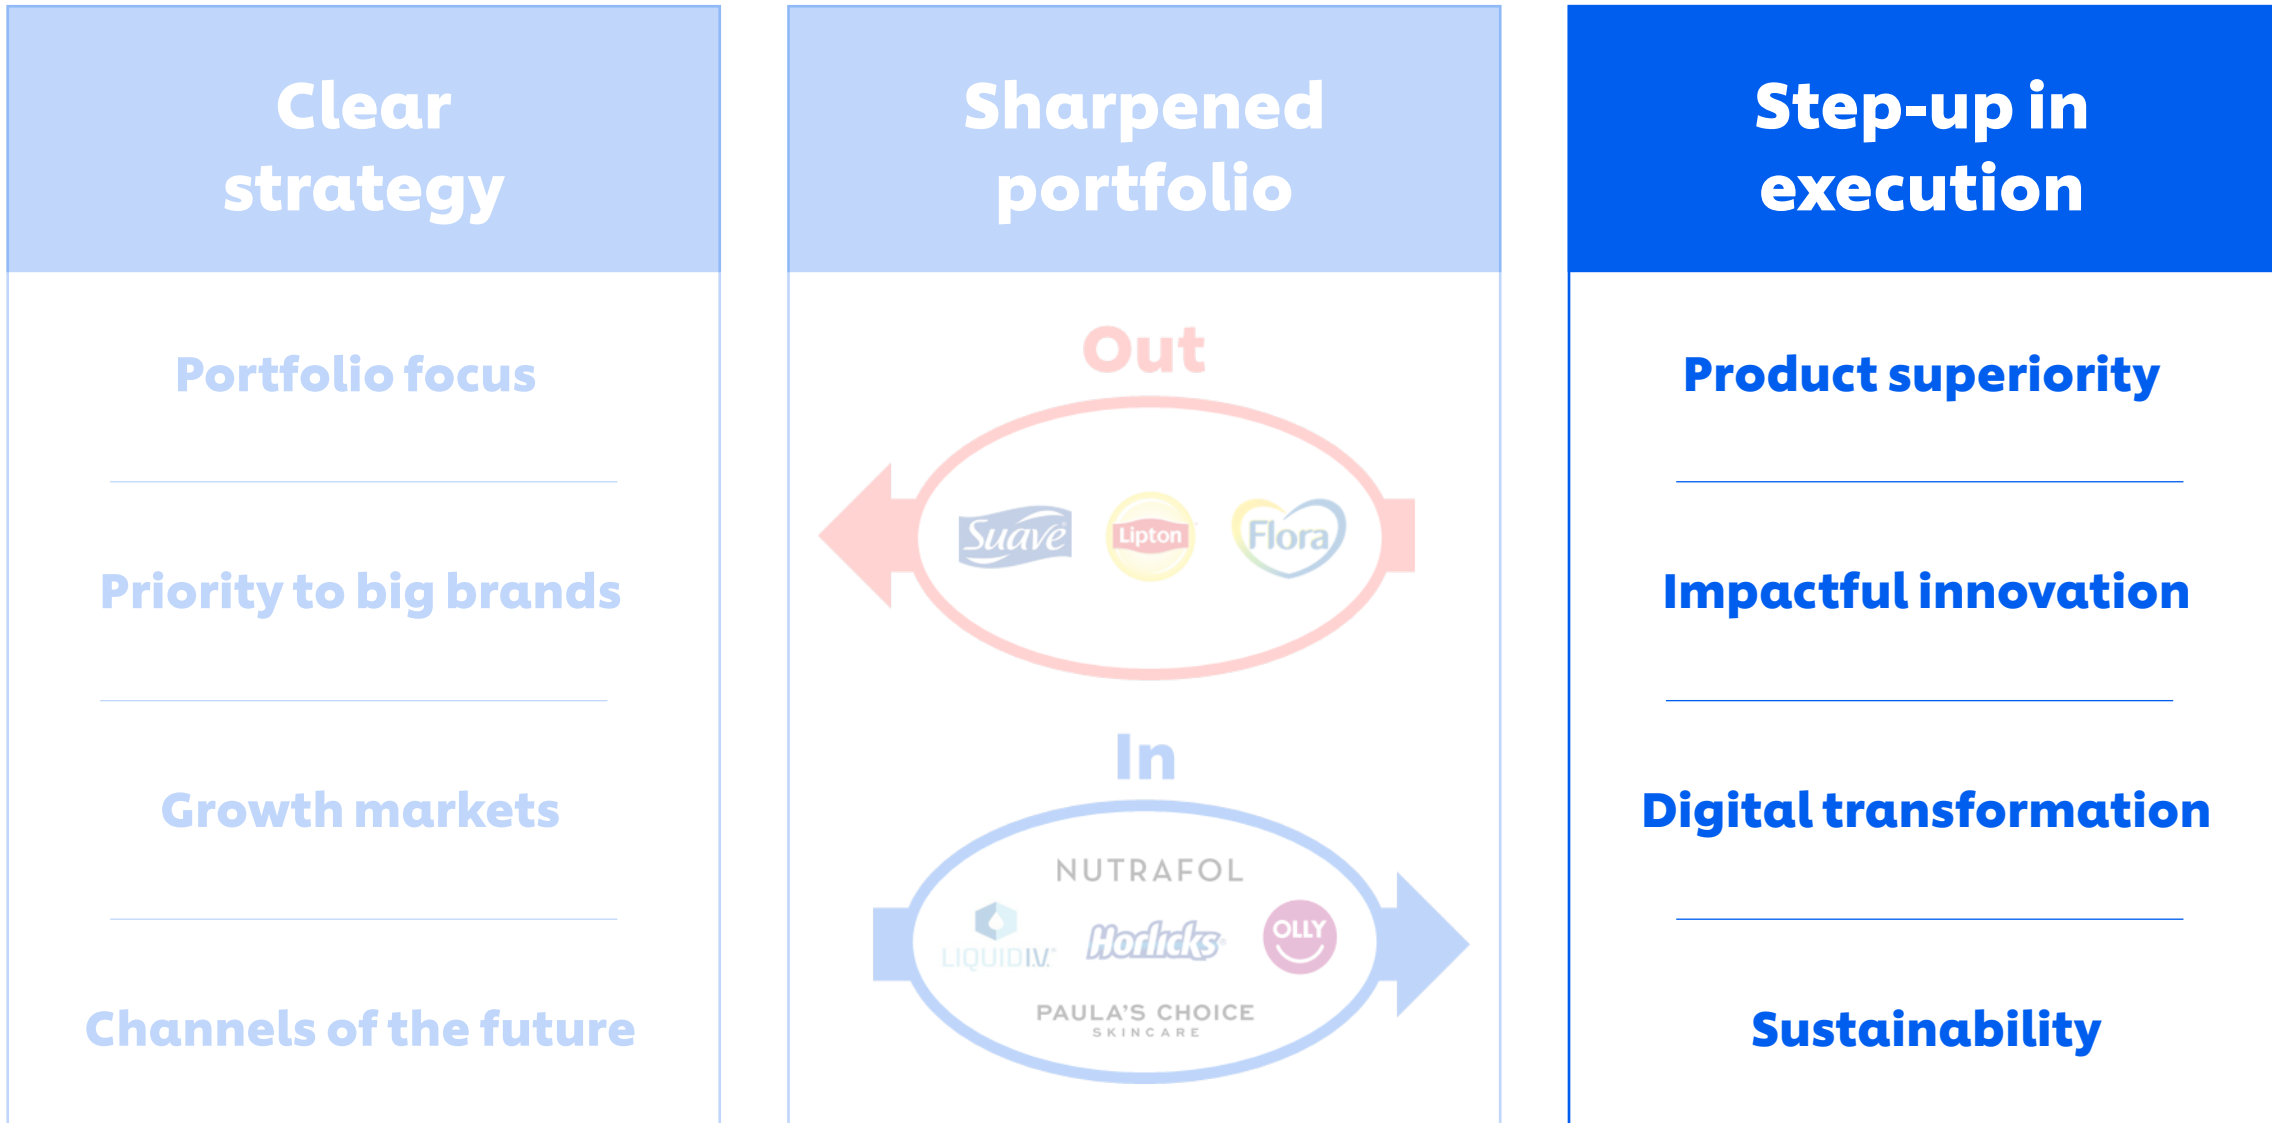 Clear
strategy
Portfolio focus
Priority to big brands
Growth markets
Channels of the future
Sharpened
portfolio
Out
Suave
Lipton
Flora
In
NUTRAFOL
LIQUID I.V.
Horlicks
OLLY
PAULA'S CHOICE
SKINCARE
Step-up in
execution
Product superiority
Impactful innovation
Digital transformation
Sustainability